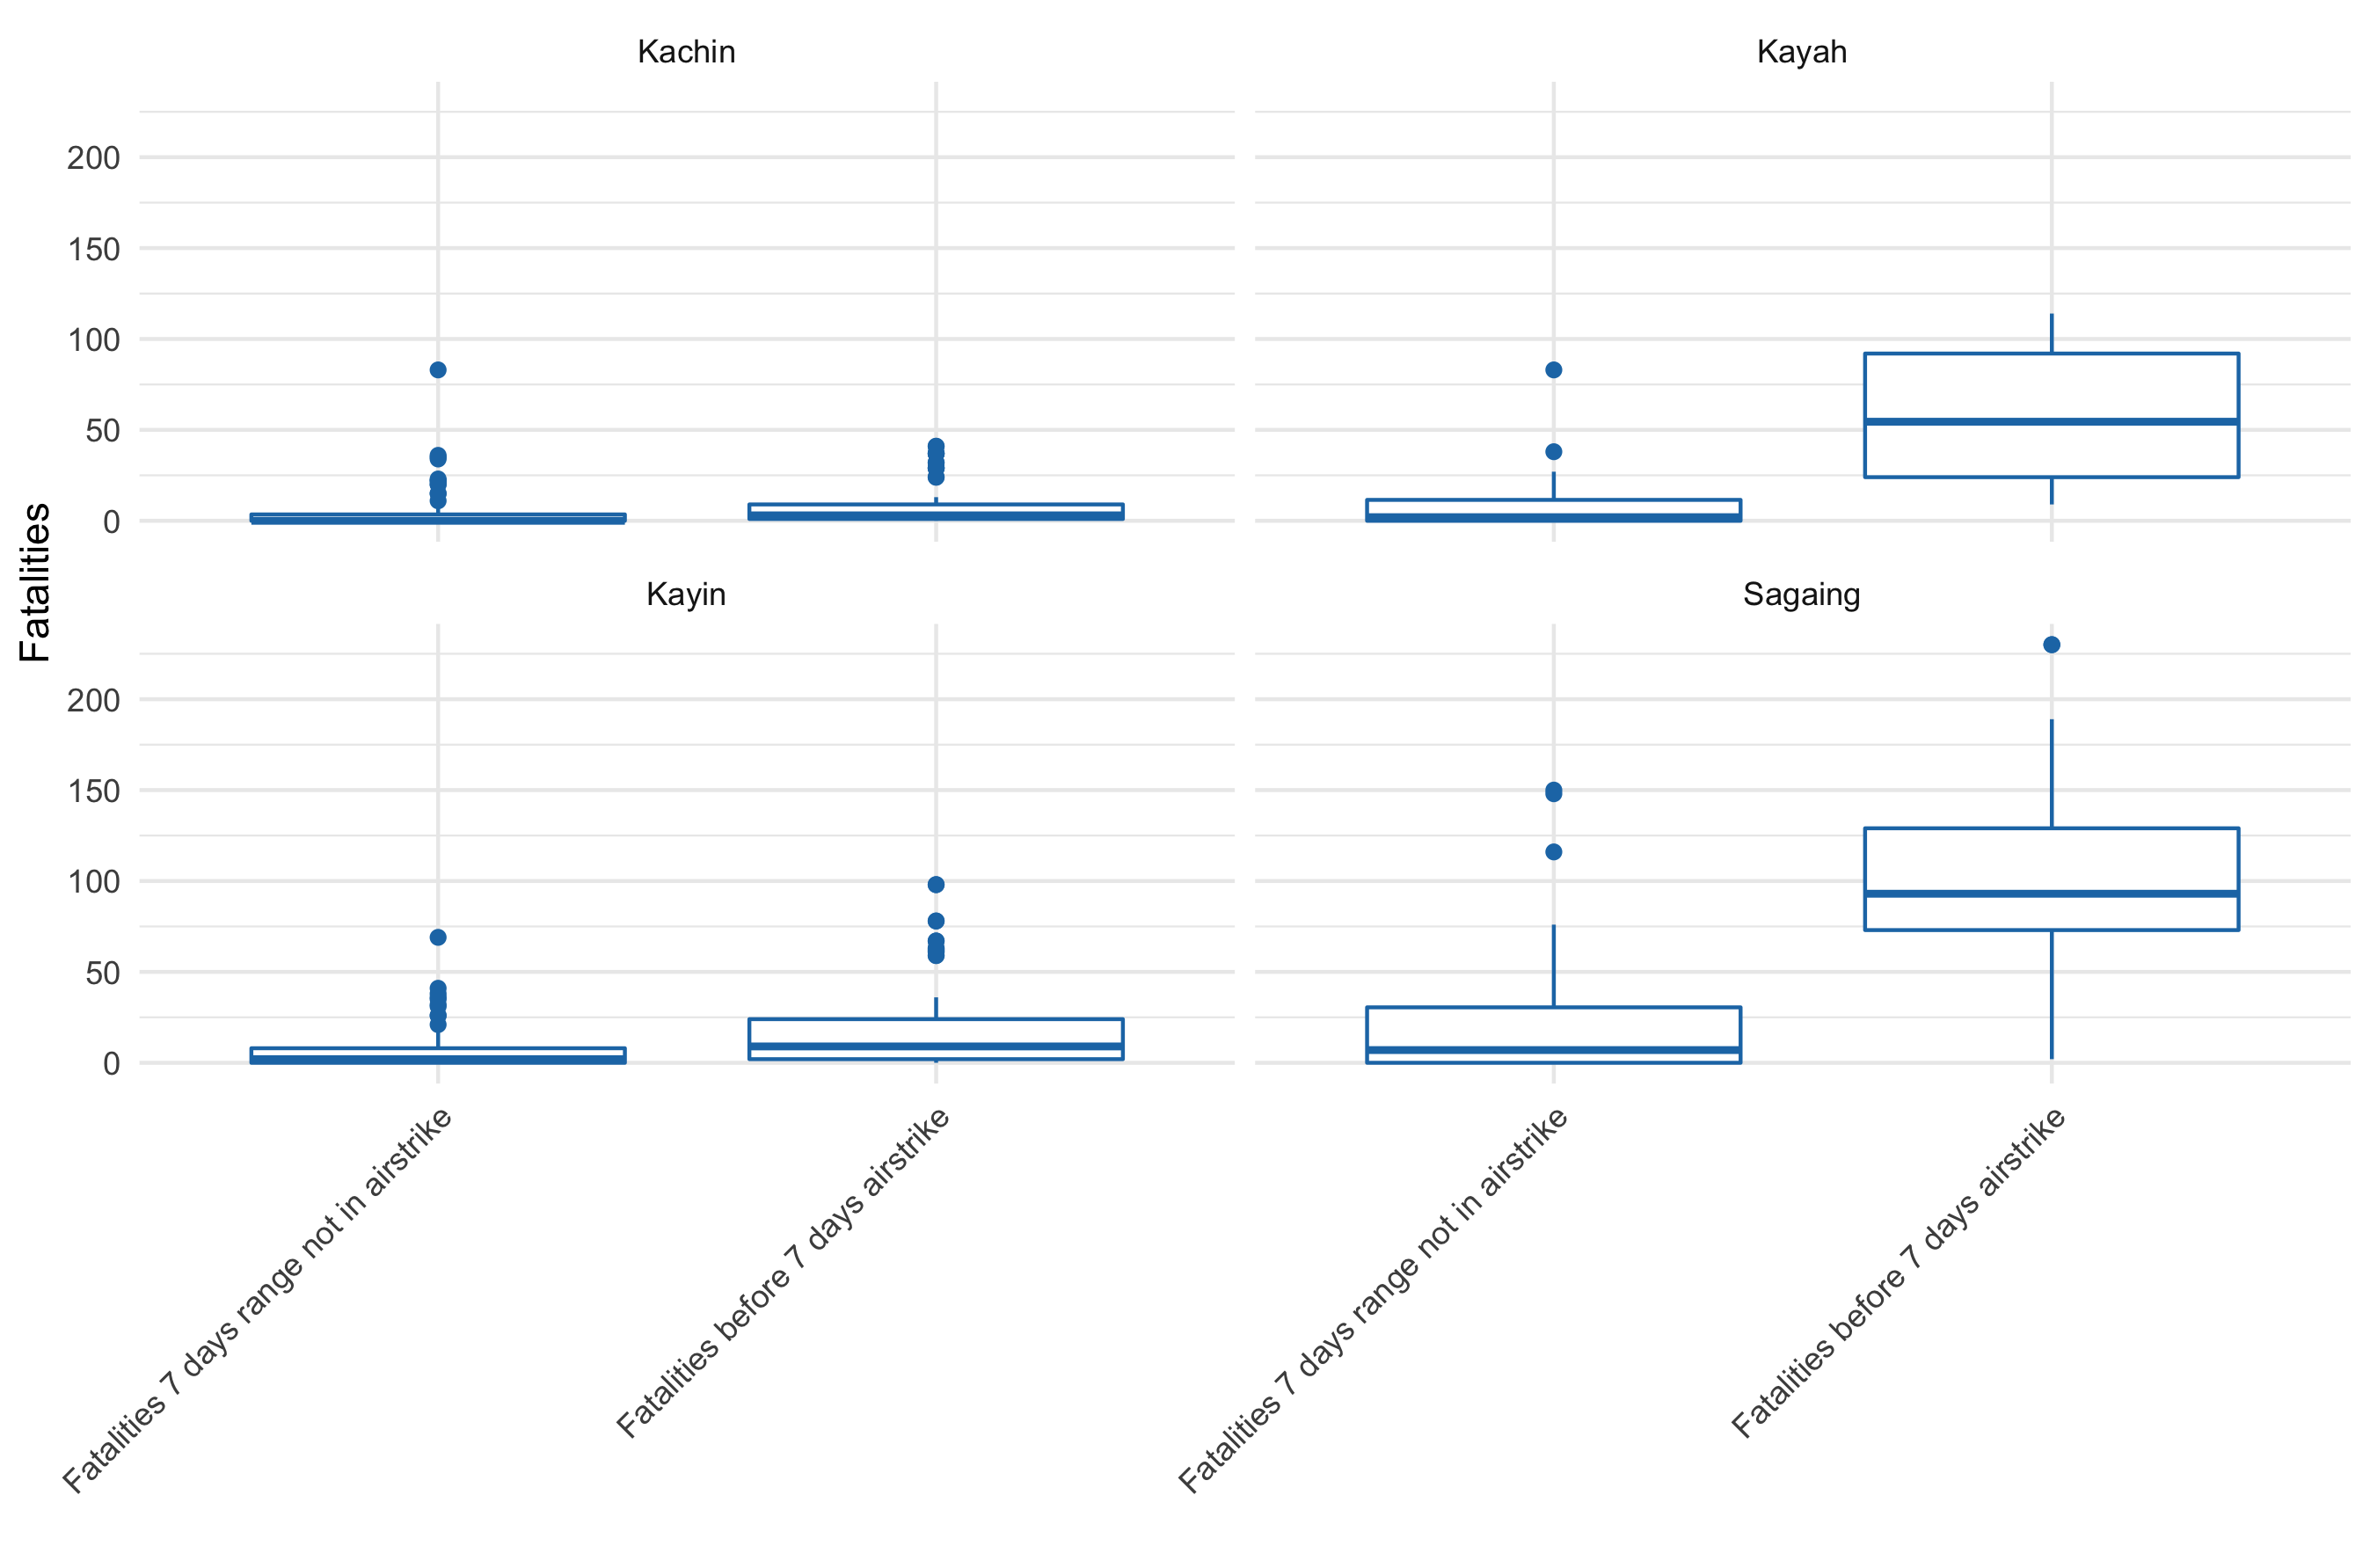 Kachin
Kayah
200
150
100
50
0
Fatalities
Kayin
Sagaing
200
150
100
50
0
Fatalities 7 days range not in airstrike
Fatalities before 7 days airstrike
Fatalities 7 days range not in airstrike
Fatalities before 7 days airstrike